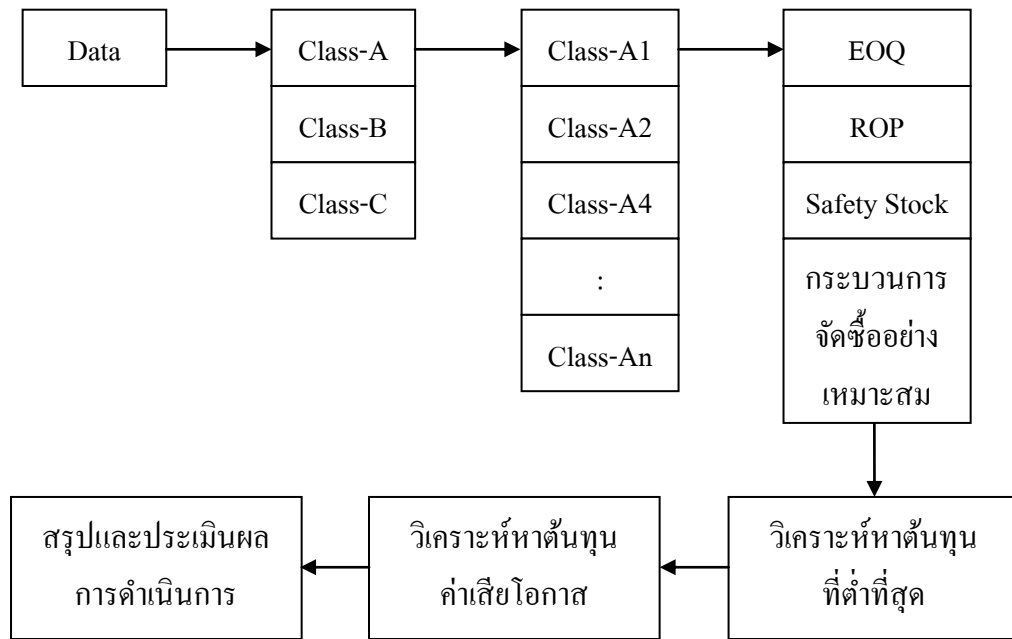 Data
Class-A
Class-B
Class-C
Class-A1
Class-A2
Class-A4
:
Class-An
EOQ
ROP
Safety Stock
กระบวนการ
จัดซื้ออย่าง
เหมาะสม
วิเคราะห์หาต้นทุน
ที่ต่ำที่สุด
วิเคราะห์หาต้นทุน
ค่าเสียโอกาส
สรุปและประเมินผล
การดำเนินการ